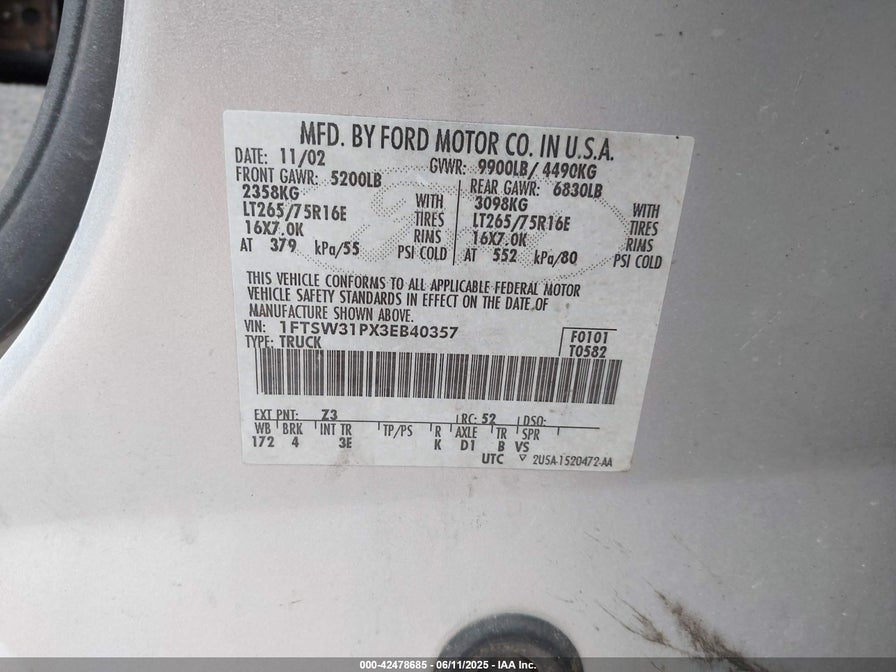 MFD. BY FORD MOTOR CO. IN U.S.A.
DATE: 11/02 GVWR: 9900LB/ 4490KG
FRONT GAWR: 5200LB REAR GAWR: 6830LB
2358KG WITH 3098KG WITH
LT265/75R16E TIRES LT265/75R16E TIRES
16X7.0K RIMS 16X7.0K RIMS
AT 379 kPa/55 PSI COLD AT 552 kPa/80 PSI COLD
THIS VEHICLE CONFORMS TO ALL APPLICABLE FEDERAL MOTOR
VEHICLE SAFETY STANDARDS IN EFFECT ON THE DATE OF
MANUFACTURE SHOWN ABOVE.
VIN: 1FTSW31PX3EB40357 F0101
TYPE: TRUCK T0582
EXT PNT: Z3 RC: 52 DSO:
WB BRK INT TR TP/PS R AXLE TR SPR
172 4 3E K D1 B VS
UTC ▽ 2U5A-1520472-AA
000-42478685 - 06/11/2025 - IAA Inc.